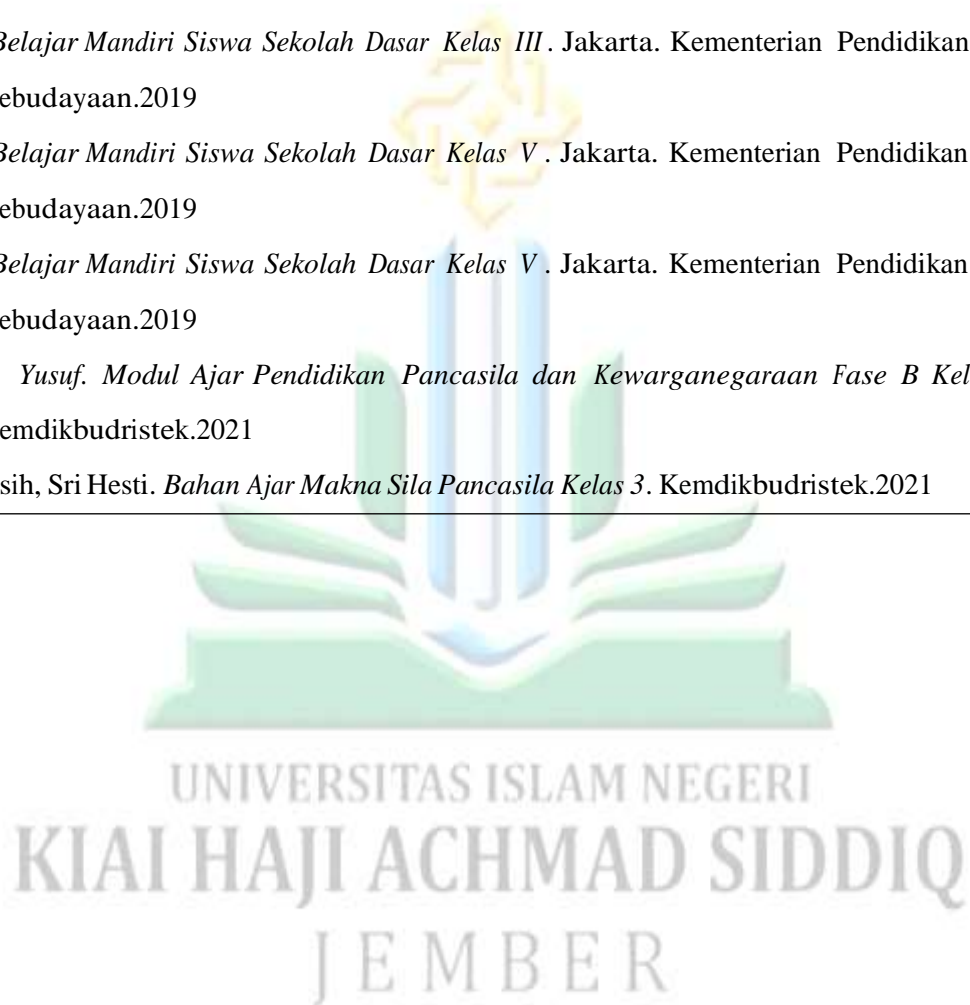 Belajar Mandiri Siswa Sekolah Dasar Kelas III . Jakarta. Kementerian Pendidikan
ebudayaan.2019
Belajar Mandiri Siswa Sekolah Dasar Kelas V . Jakarta. Kementerian Pendidikan
ebudayaan.2019
Belajar Mandiri Siswa Sekolah Dasar Kelas V . Jakarta. Kementerian Pendidikan
ebudayaan.2019
Yusuf. Modul Ajar Pendidikan Pancasila dan Kewarganegaraan Fase B Kel
emdikbudristek.2021
sih, Sri Hesti. Bahan Ajar Makna Sila Pancasila Kelas 3. Kemdikbudristek.2021
UNIVERSITAS ISLAM NEGERI
KIAI HAJI ACHMAD SIDDIQ
JEMBER